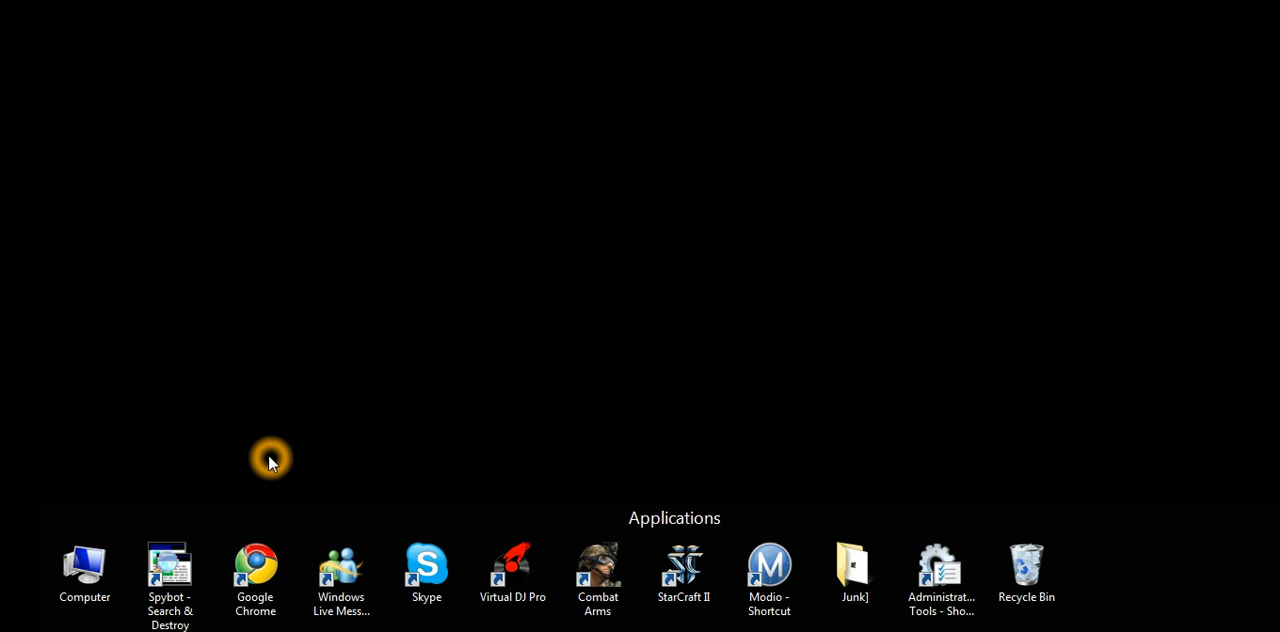 Applications
Computer
Spybot -
Search &
Destroy
Google
Chrome
Windows
Live Mess...
Skype
Virtual DJ Pro
Combat
Arms
StarCraft II
Modio -
Shortcut
Junk]
Administrat...
Tools - Sho...
Recycle Bin